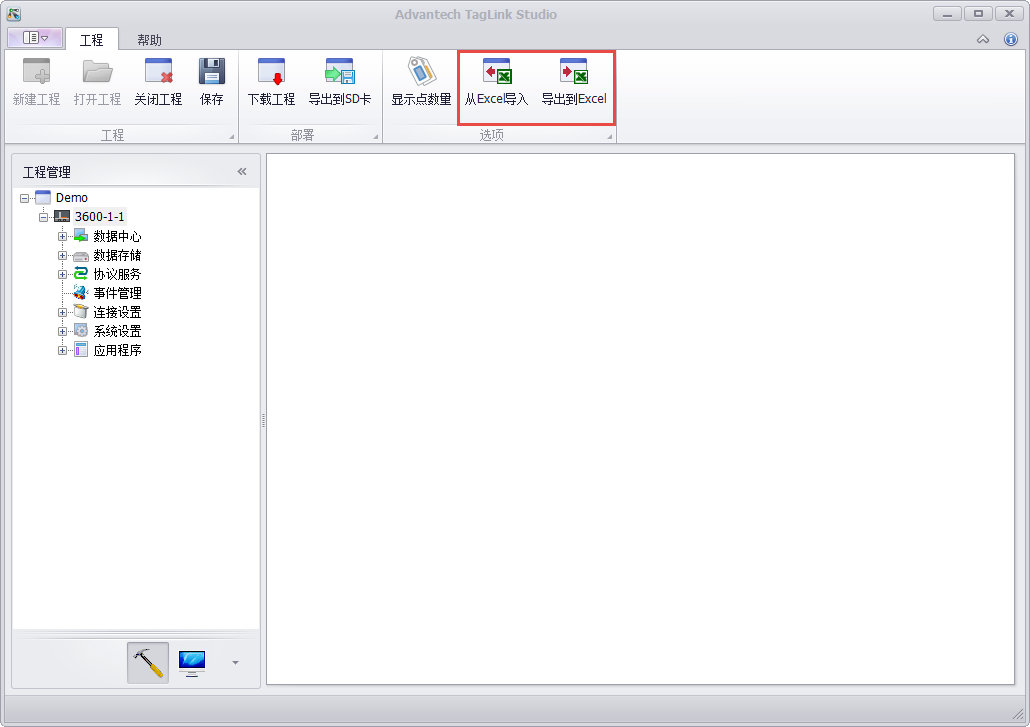 Advantech TagLink Studio
工程 帮助
新建工程 打开工程 关闭工程 保存 下载工程 导出到SD卡 显示点数量 从Excel导入 导出到Excel
工程 部署 选项
工程管理
Demo
3600-1-1
数据中心
数据存储
协议服务
事件管理
连接设置
系统设置
应用程序